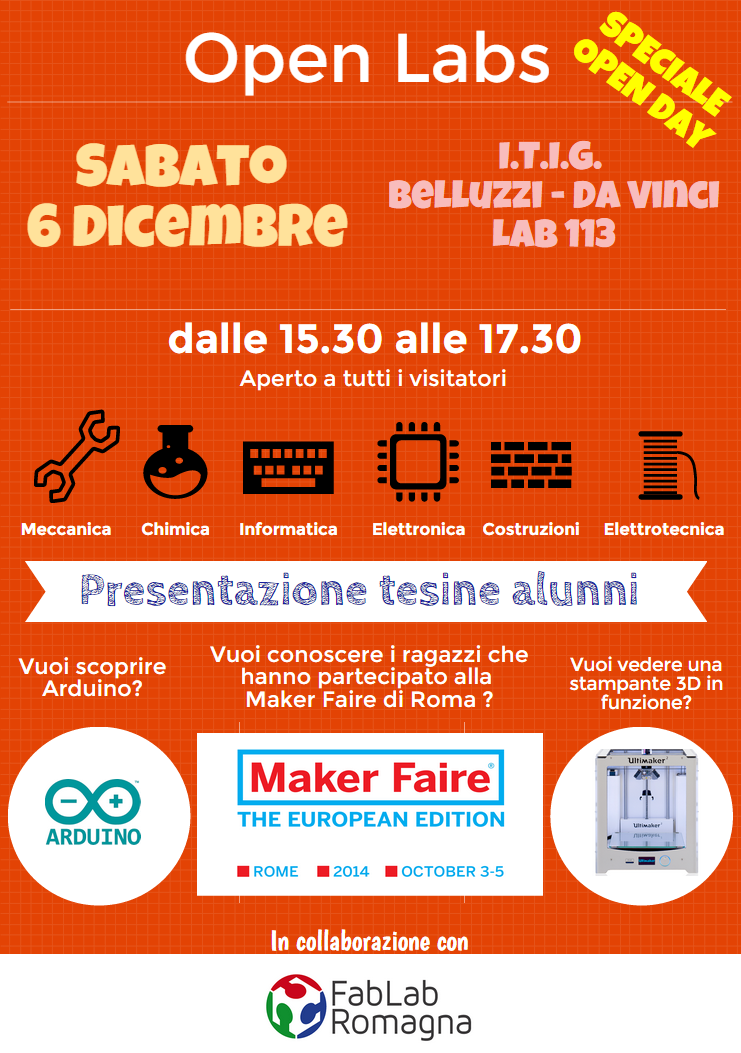 Open Labs
SPECIALE
OPEN DAY
SABATO
6 DICEMBRE
I.T.I.G.
BELLUZZI - DA VINCI
LAB 113
dalle 15.30 alle 17.30
Aperto a tutti i visitatori
Meccanica
Chimica
Informatica
Elettronica
Costruzioni
Elettrotecnica
Presentazione tesine alunni
Vuoi scoprire
Arduino?
Vuoi conoscere i ragazzi che
hanno partecipato alla
Maker Faire di Roma ?
Vuoi vedere una
stampante 3D in
funzione?
ARDUINO
™
Maker Faire®
THE EUROPEAN EDITION
ROME 2014 OCTOBER 3-5
Ultimaker
Ultimaker
In collaborazione con
FabLab
Romagna